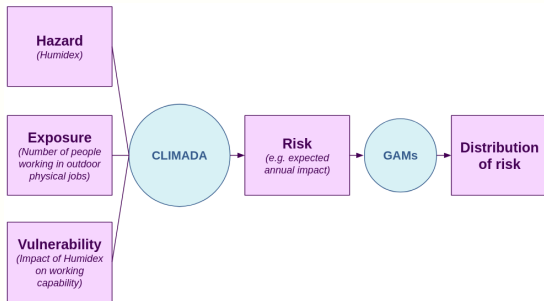 Hazard
(Humidex)
Exposure
(Number of people
working in outdoor
physical jobs)
Vulnerability
(Impact of Humidex
on working
capability)
CLIMADA
Risk
(e.g. expected
annual impact)
GAMs
Distribution
of risk